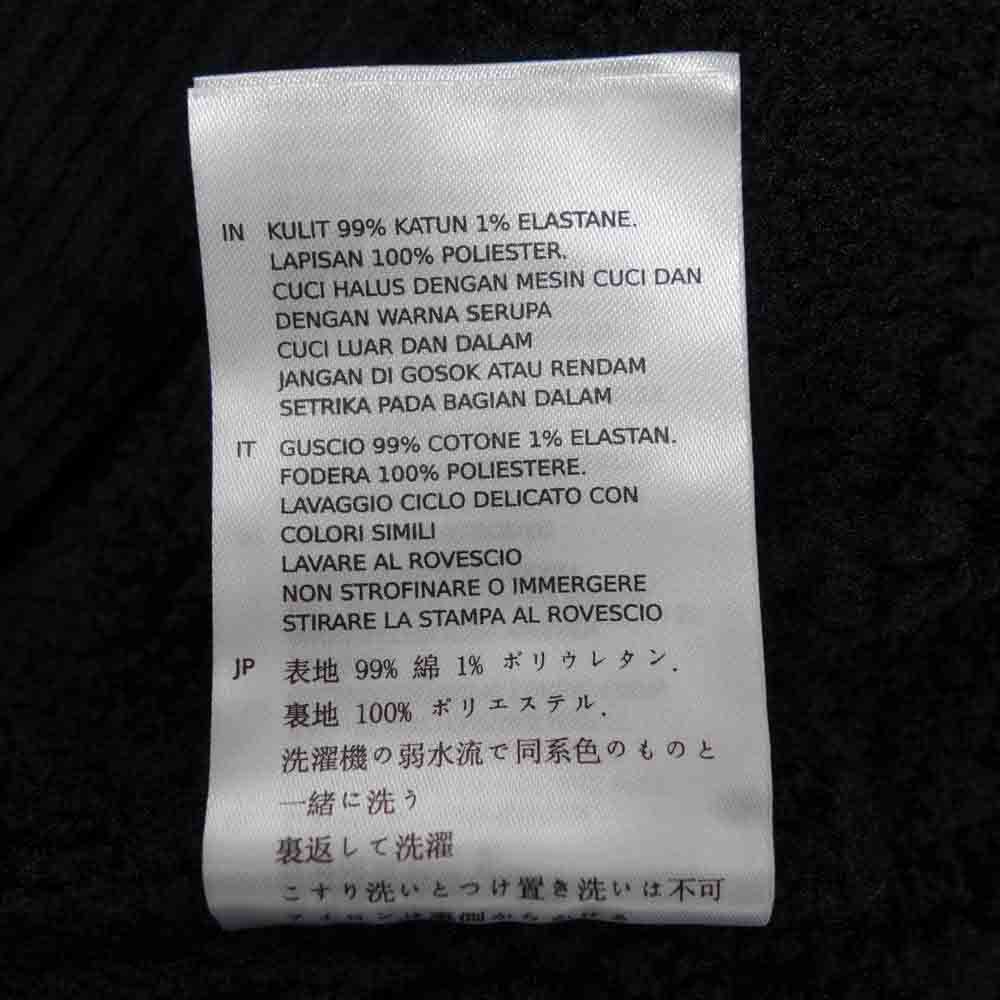 IN KULIT 99% KATUN 1% ELASTANE.
LAPISAN 100% POLIESTER.
CUCI HALUS DENGAN MESIN CUCI DAN
DENGAN WARNA SERUPA
CUCI LUAR DAN DALAM
JANGAN DI GOSOK ATAU RENDAM
SETRIKA PADA BAGIAN DALAM
IT GUSCIO 99% COTONE 1% ELASTAN.
FODERA 100% POLIESTERE.
LAVAGGIO CICLO DELICATO CON
COLORI SIMILI
LAVARE AL ROVESCIO
NON STROFINARE O IMMERGERE
STIRARE LA STAMPA AL ROVESCIO
JP 表地 99% 綿 1% ポリウレタン.
裏地 100% ポリエステル.
洗濯機の弱水流で同系色のものと
一緒に洗う
裏返して洗濯
こすり洗いとつけ置き洗いは不可